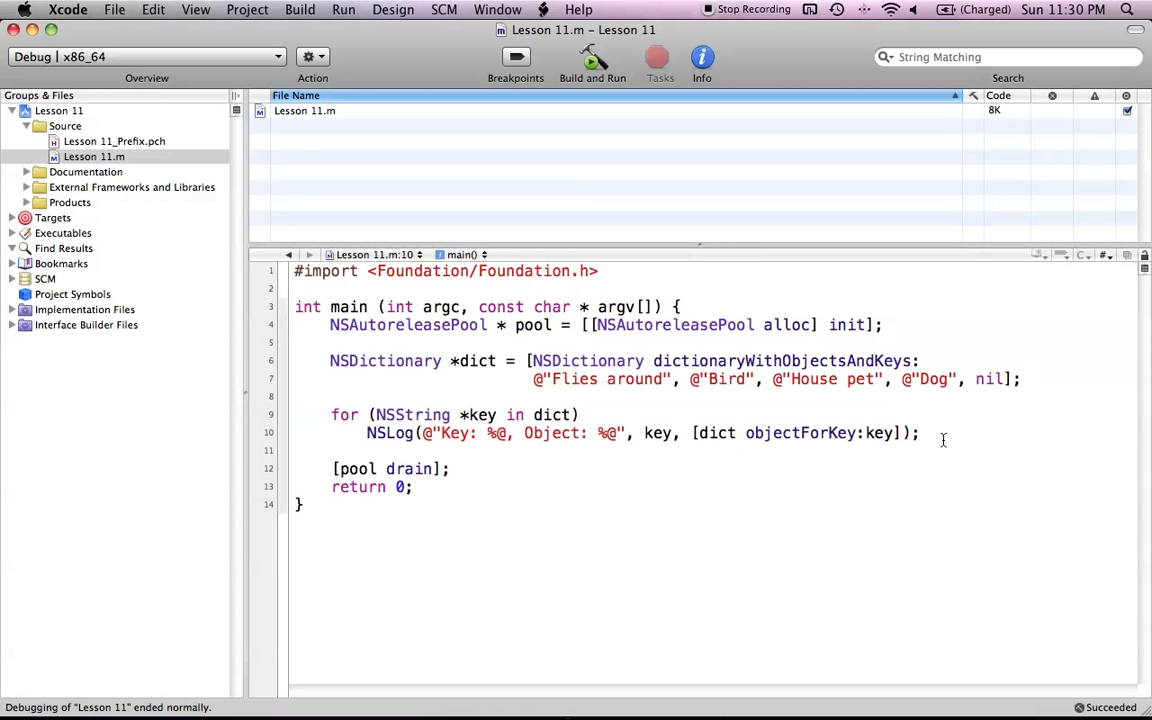 Xcode File Edit View Project Build Run Design SCM Window Help Stop Recording (Charged) Sun 11:30 PM
Lesson 11.m - Lesson 11
Debug | x86_64
String Matching
Overview Action Breakpoints Build and Run Tasks Info Search
Groups & Files
File Name Code
Lesson 11
Lesson 11.m 8K
Source
Lesson 11_Prefix.pch
Lesson 11.m
Documentation
External Frameworks and Libraries
Products
Targets
Executables
Find Results
Bookmarks
SCM
Project Symbols
Implementation Files
Interface Builder Files
Lesson 11.m:10 main() C #
1 #import <Foundation/Foundation.h>
2
3 int main (int argc, const char * argv[]) {
4 NSAutoreleasePool * pool = [[NSAutoreleasePool alloc] init];
5
6 NSDictionary *dict = [NSDictionary dictionaryWithObjectsAndKeys:
7 @"Flies around", @"Bird", @"House pet", @"Dog", nil];
8
9 for (NSString *key in dict)
10 NSLog(@"Key: %@, Object: %@", key, [dict objectForKey:key]);
11
12 [pool drain];
13 return 0;
14 }
Debugging of "Lesson 11" ended normally.
Succeeded